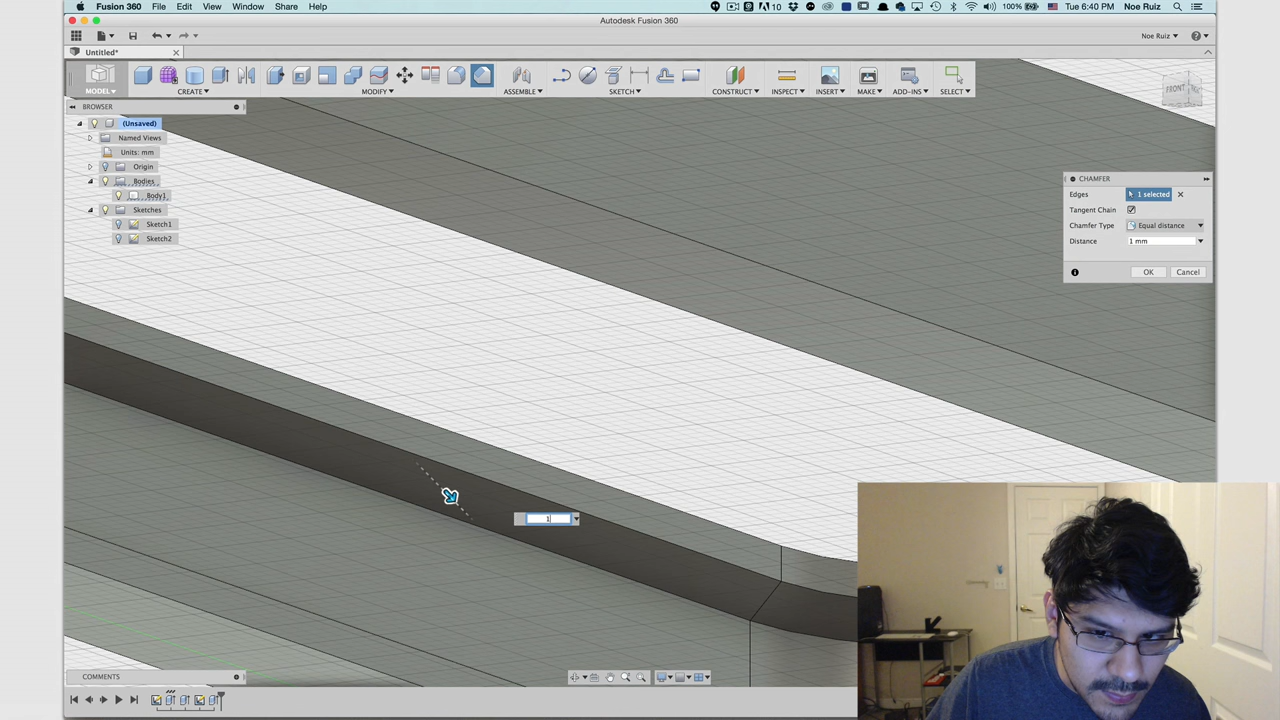 Fusion 360 File Edit View Window Share Help 10 100% Tue 6:40 PM Noe Ruiz
Autodesk Fusion 360
Noe Ruiz
Untitled*
MODEL CREATE MODIFY ASSEMBLE SKETCH CONSTRUCT INSPECT INSERT MAKE ADD-INS SELECT
FRONT
BROWSER
(Unsaved)
Named Views
Units: mm
Origin
Bodies
Body1
Sketches
Sketch1
Sketch2
CHAMFER
Edges 1 selected
Tangent Chain
Chamfer Type Equal distance
Distance 1 mm
OK Cancel
1
COMMENTS